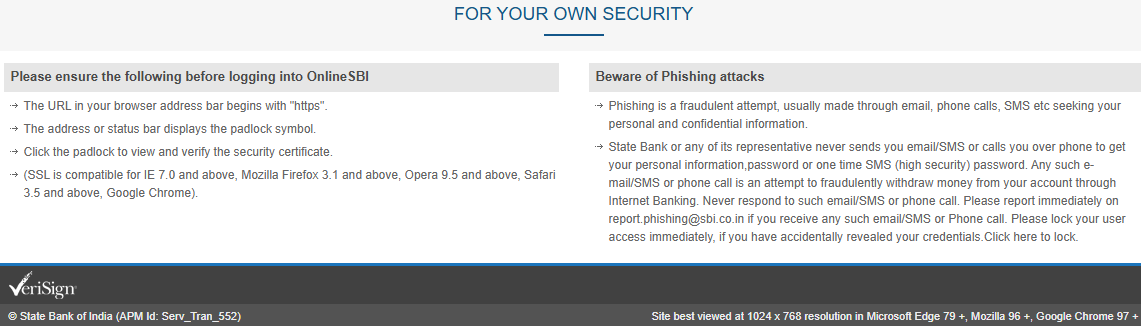 FOR YOUR OWN SECURITY
Please ensure the following before logging into OnlineSBI
The URL in your browser address bar begins with "https".
The address or status bar displays the padlock symbol.
Click the padlock to view and verify the security certificate.
(SSL is compatible for IE 7.0 and above, Mozilla Firefox 3.1 and above, Opera 9.5 and above, Safari
3.5 and above, Google Chrome).
Beware of Phishing attacks
Phishing is a fraudulent attempt, usually made through email, phone calls, SMS etc seeking your
personal and confidential information.
State Bank or any of its representative never sends you email/SMS or calls you over phone to get
your personal information,password or one time SMS (high security) password. Any such e-
mail/SMS or phone call is an attempt to fraudulently withdraw money from your account through
Internet Banking. Never respond to such email/SMS or phone call. Please report immediately on
report.phishing@sbi.co.in if you receive any such email/SMS or Phone call. Please lock your user
access immediately, if you have accidentally revealed your credentials.Click here to lock.
VeriSign
© State Bank of India (APM Id: Serv_Tran_552)
Site best viewed at 1024 x 768 resolution in Microsoft Edge 79 +, Mozilla 96 +, Google Chrome 97 +